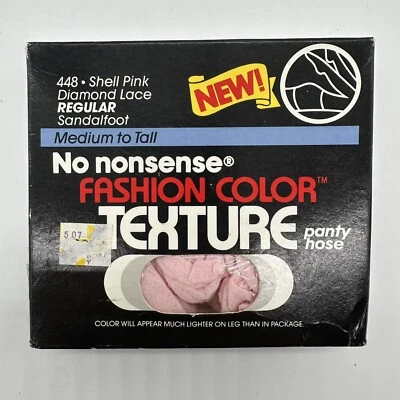 448 • Shell Pink
Diamond Lace
REGULAR
Sandalfoot
NEW!
Medium to Tall
No nonsense®
FASHION COLOR™
TEXTURE
panty
hose
507
COLOR WILL APPEAR MUCH LIGHTER ON LEG THAN IN PACKAGE.